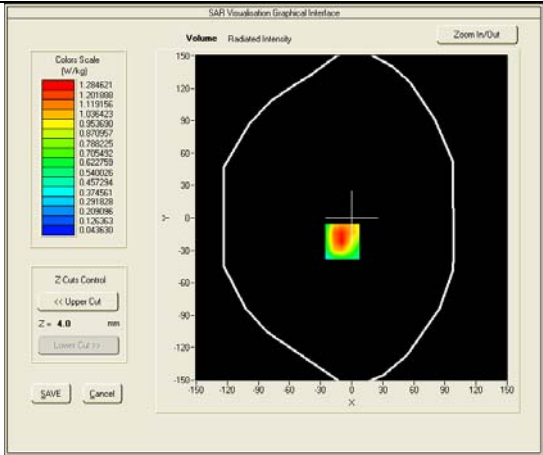 SAR Visualisation Graphical Interface
Volume Radiated Intensity
Zoom In/Out
Colors Scale
(W/kg)
1.284621
1.201888
1.119156
1.036423
0.953690
0.870957
0.788225
0.705492
0.622759
0.540026
0.457294
0.374561
0.291828
0.209096
0.126363
0.043630
Z Cuts Control
<< Upper Cut
Z = 4.0 mm
Lower Cut >>
SAVE Cancel
150
120
90
60
30
0
-30
-60
-90
-120
-150
Y
-150 -120 -90 -60 -30 0 30 60 90 120 150
X